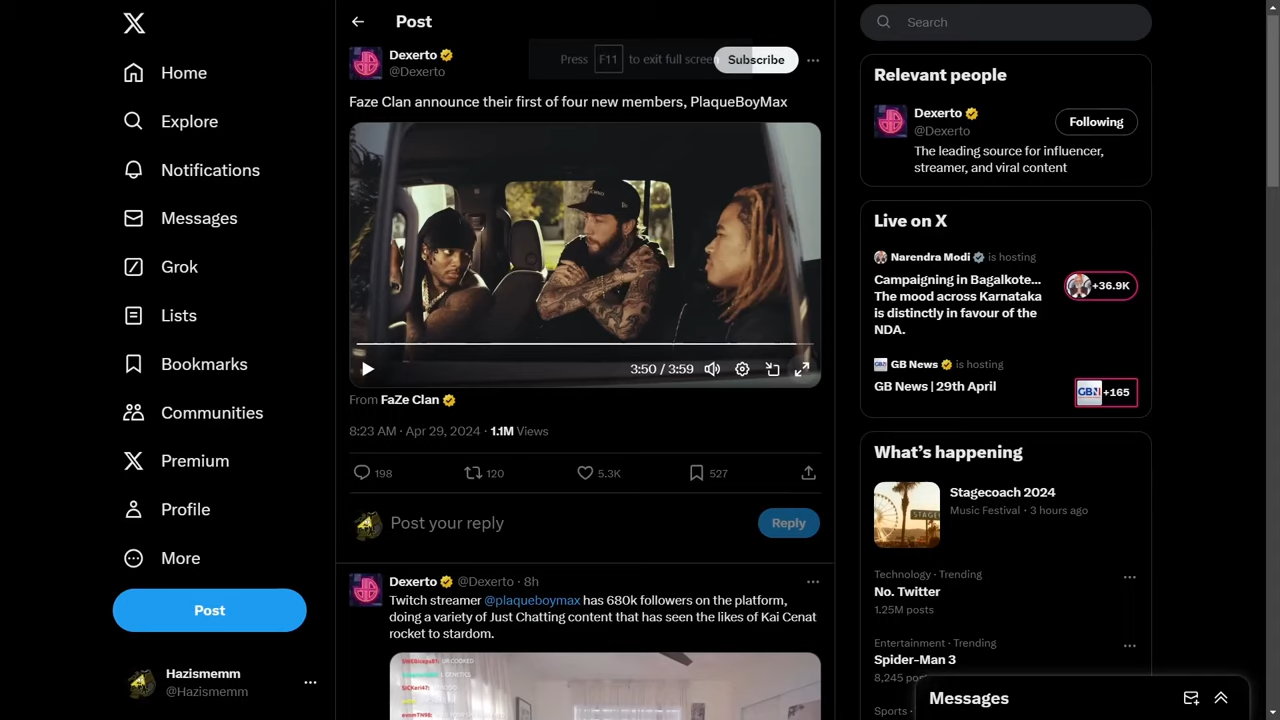 Home
Explore
Notifications
Messages
Grok
Lists
Bookmarks
Communities
Premium
Profile
More
Post
Hazismemm
@Hazismemm
Post
Dexerto
@Dexerto
Press F11 to exit full screen
Subscribe
Faze Clan announce their first of four new members, PlaqueBoyMax
3:50 / 3:59
From FaZe Clan
8:23 AM · Apr 29, 2024 · 1.1M Views
198
120
5.3K
527
Post your reply
Reply
Dexerto @Dexerto · 8h
Twitch streamer @plaqueboymax has 680k followers on the platform,
doing a variety of Just Chatting content that has seen the likes of Kai Cenat
rocket to stardom.
Search
Relevant people
Dexerto
@Dexerto
Following
The leading source for influencer,
streamer, and viral content
Live on X
Narendra Modi is hosting
Campaigning in Bagalkote...
The mood across Karnataka
is distinctly in favour of the
NDA.
+36.9K
GB News is hosting
GB News | 29th April
GBN
+165
What's happening
Stagecoach 2024
Music Festival · 3 hours ago
Technology · Trending
No. Twitter
1.25M posts
Entertainment · Trending
Spider-Man 3
8,245
Sports ·
Messages